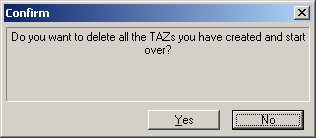 Confirm
Do you want to delete all the TAZs you have created and start
over?
Yes
No